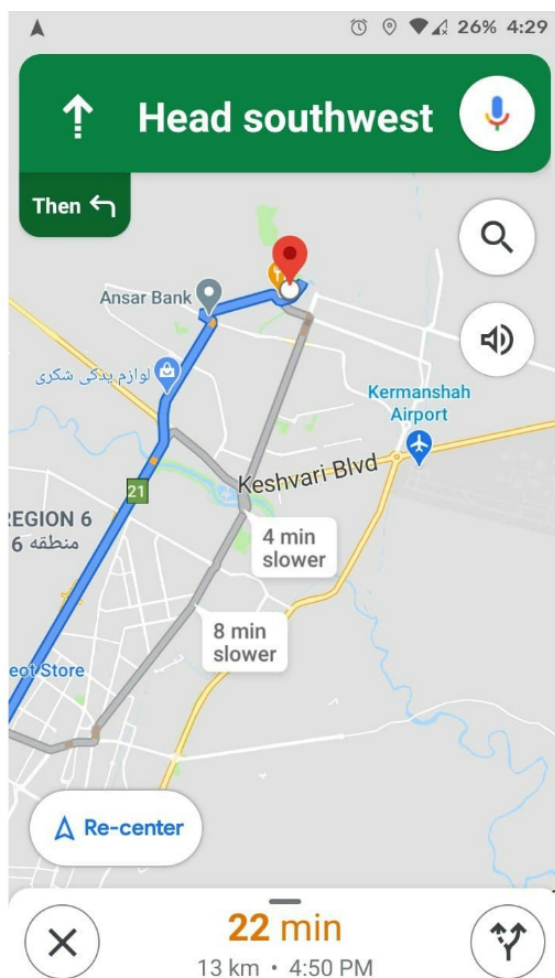 26% 4:29
Head southwest
Then
Ansar Bank
لوازم یدکی شکری
Kermanshah
Airport
Keshvari Blvd
21
REGION 6
منطقه 6
4 min
slower
8 min
slower
eot Store
Re-center
22 min
13 km • 4:50 PM